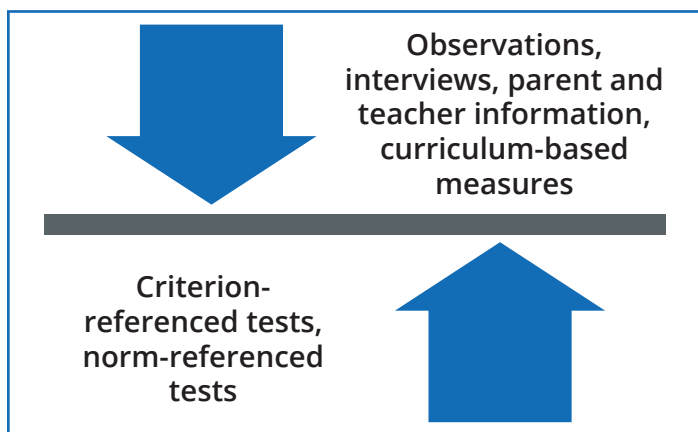 Observations,
interviews, parent and
teacher information,
curriculum-based
measures
Criterion-
referenced tests,
norm-referenced
tests